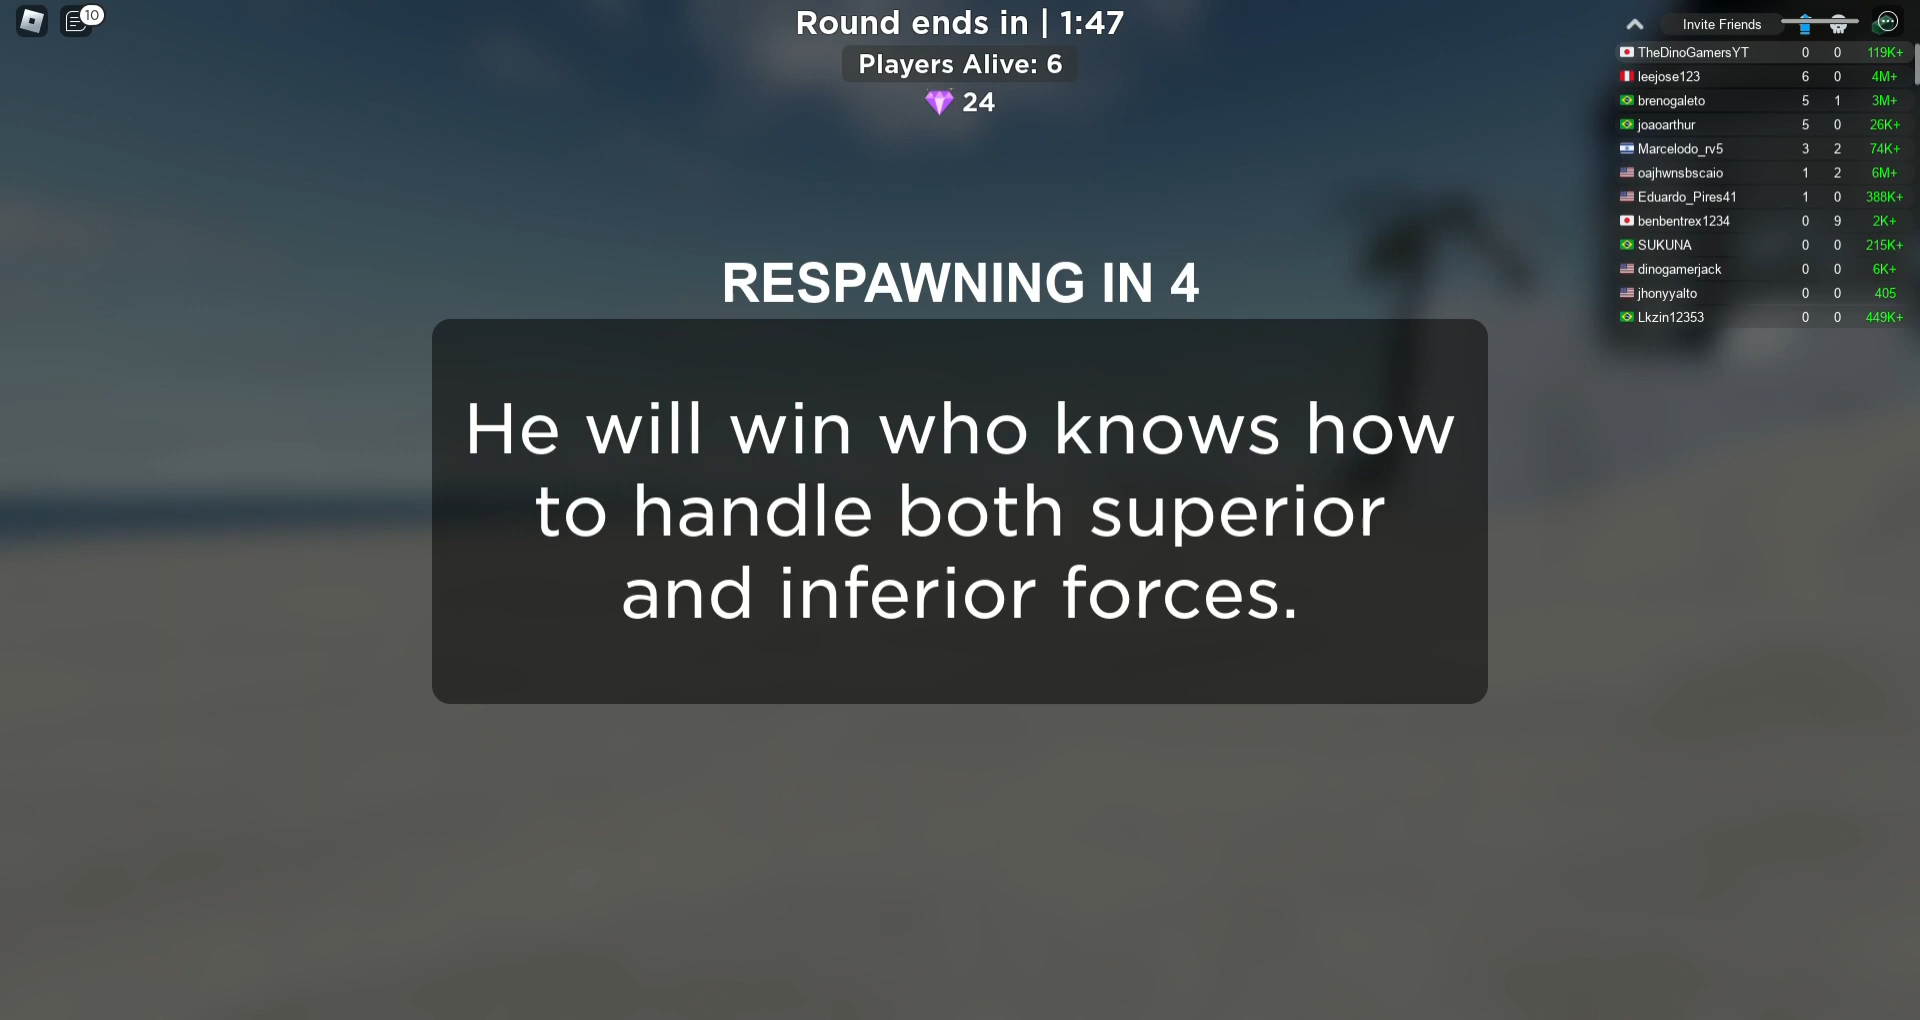 10
Round ends in | 1:47
Players Alive: 6
24
Invite Friends
TheDinoGamersYT 0 0 119K+
leejose123 6 0 4M+
brenogaleto 5 1 3M+
joaoarthur 5 0 26K+
Marcelodo_rv5 3 2 74K+
oajhwnsbscaio 1 2 6M+
Eduardo_Pires41 1 0 388K+
benbentrex1234 0 9 2K+
SUKUNA 0 0 215K+
dinogamerjack 0 0 6K+
jhonyyalto 0 0 405
Lkzin12353 0 0 449K+
RESPAWNING IN 4
He will win who knows how
to handle both superior
and inferior forces.